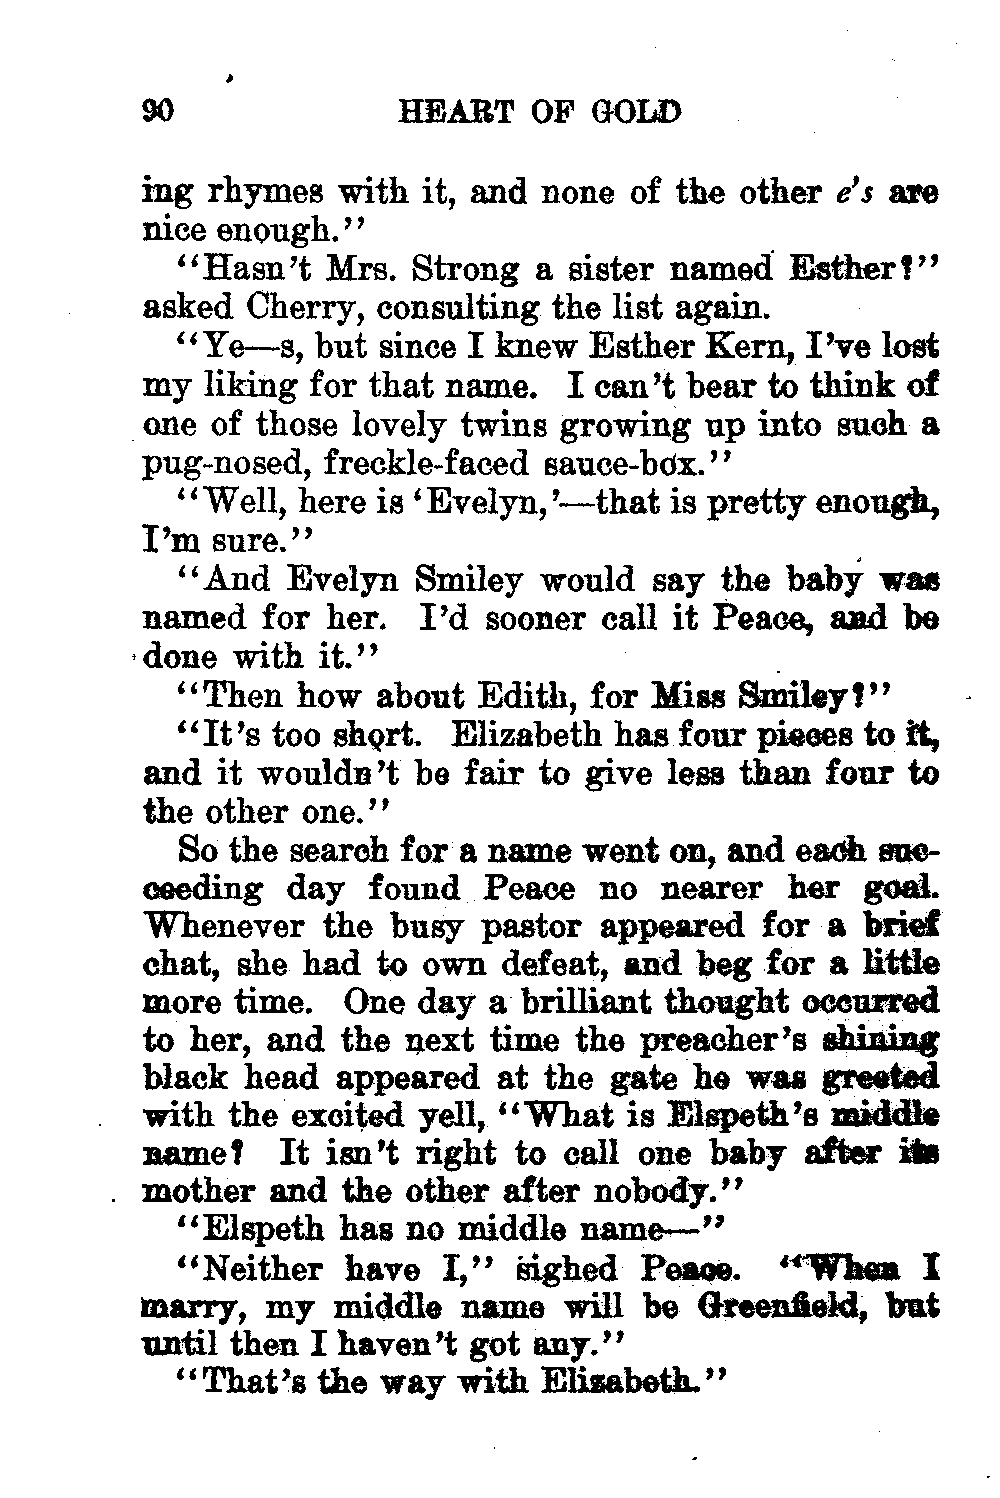 90 HEART OF GOLD
ing rhymes with it, and none of the other e's are
nice enough."
"Hasn't Mrs. Strong a sister named Esther?"
asked Cherry, consulting the list again.
"Ye—s, but since I knew Esther Kern, I've lost
my liking for that name. I can't bear to think of
one of those lovely twins growing up into such a
pug-nosed, freckle-faced sauce-box."
"Well, here is 'Evelyn,'—that is pretty enough,
I'm sure."
"And Evelyn Smiley would say the baby was
named for her. I'd sooner call it Peace, and be
done with it."
"Then how about Edith, for Miss Smiley?"
"It's too short. Elizabeth has four pieces to it,
and it wouldn't be fair to give less than four to
the other one."
So the search for a name went on, and each suc-
ceeding day found Peace no nearer her goal.
Whenever the busy pastor appeared for a brief
chat, she had to own defeat, and beg for a little
more time. One day a brilliant thought occurred
to her, and the next time the preacher's shining
black head appeared at the gate he was greeted
with the excited yell, "What is Elspeth's middle
name? It isn't right to call one baby after its
mother and the other after nobody."
"Elspeth has no middle name—"
"Neither have I," sighed Peace. "When I
marry, my middle name will be Greenfield, but
until then I haven't got any."
"That's the way with Elizabeth."